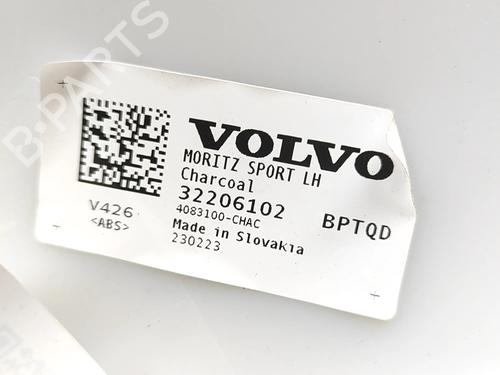 B-PARTS
VOLVO
MORITZ SPORT LH
Charcoal
32206102
BPTQD
4083100-CHAC
Made in Slovakia
230223
V426
<ABS>